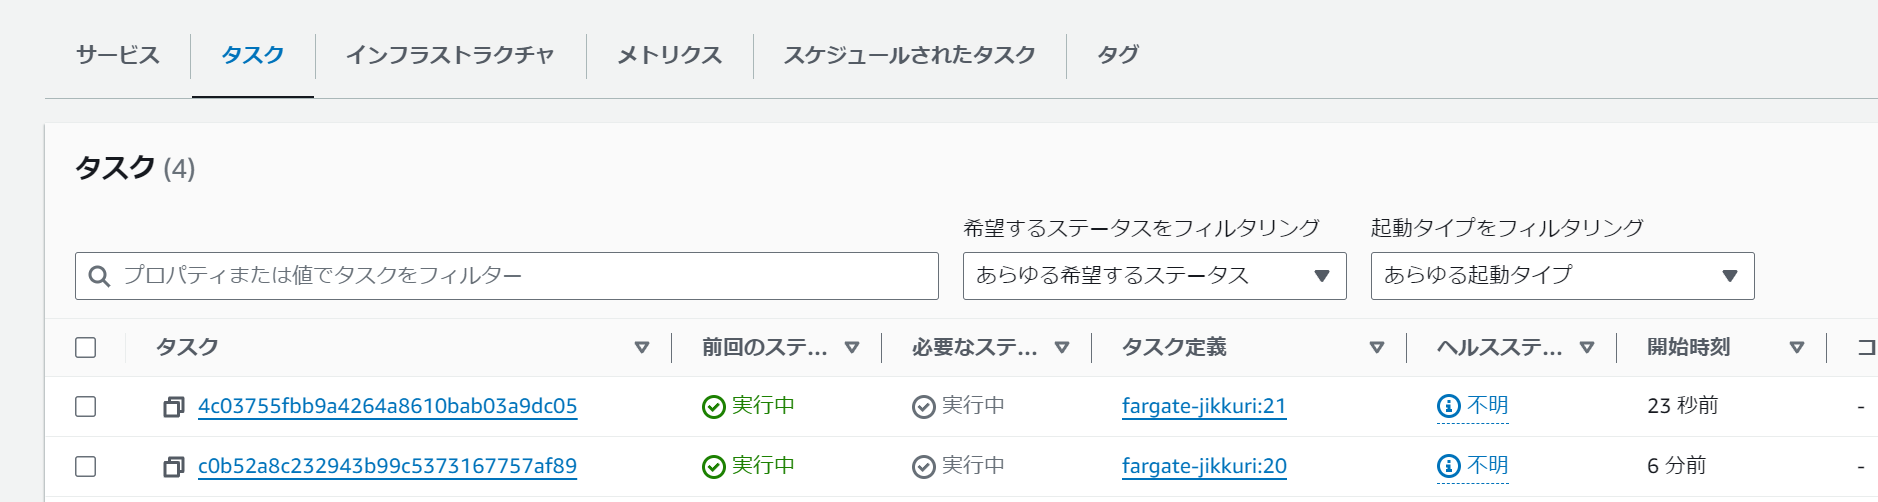 サービス タスク インフラストラクチャ メトリクス スケジュールされたタスク タグ
タスク (4)
希望するステータスをフィルタリング 起動タイプをフィルタリング
プロパティまたは値でタスクをフィルター あらゆる希望するステータス あらゆる起動タイプ
タスク 前回のステ... 必要なステ... タスク定義 ヘルスステ... 開始時刻 コ
4c03755fbb9a4264a8610bab03a9dc05 実行中 実行中 fargate-jikkuri:21 不明 23 秒前 -
c0b52a8c232943b99c5373167757af89 実行中 実行中 fargate-jikkuri:20 不明 6 分前 -